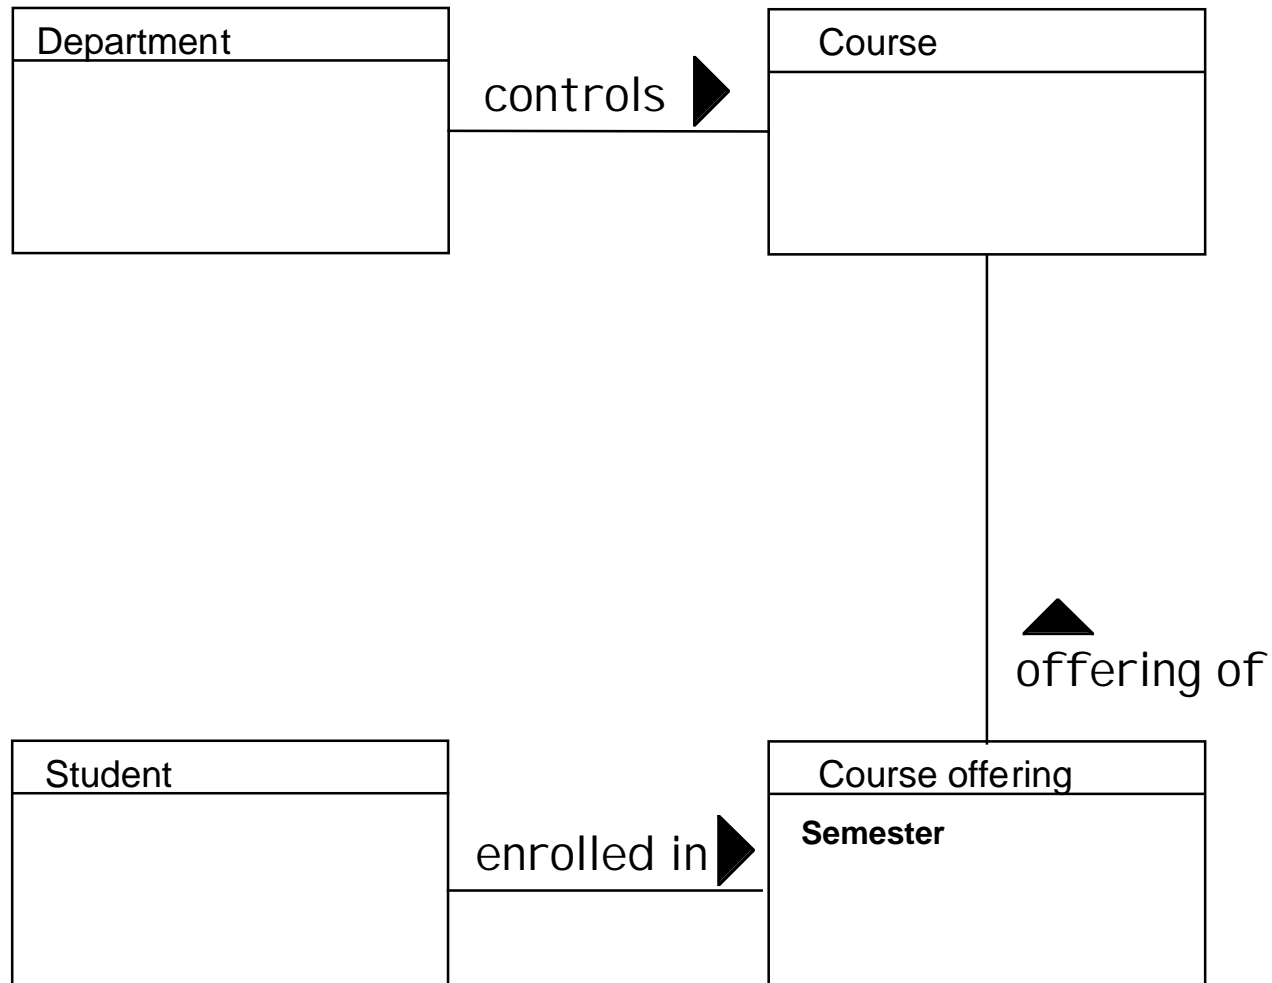 Department
Course
controls
offering of
Student
Course offering
enrolled in
Semester